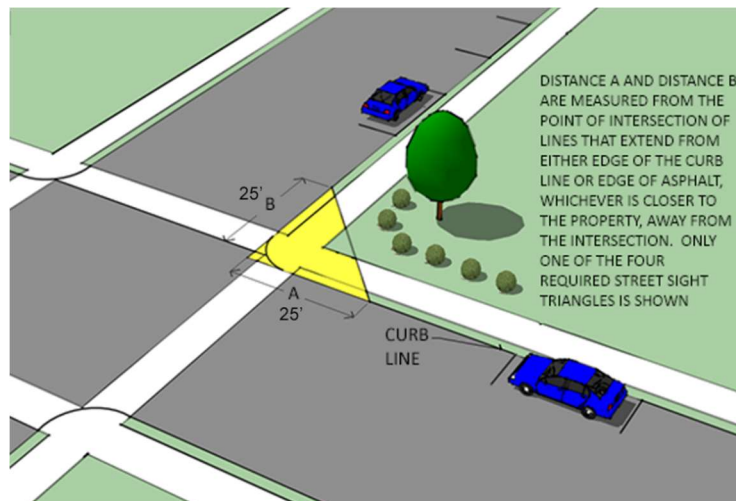 DISTANCE A AND DISTANCE B
ARE MEASURED FROM THE
POINT OF INTERSECTION OF
LINES THAT EXTEND FROM
EITHER EDGE OF THE CURB
LINE OR EDGE OF ASPHALT,
WHICHEVER IS CLOSER TO
THE PROPERTY, AWAY FROM
THE INTERSECTION. ONLY
ONE OF THE FOUR
REQUIRED STREET SIGHT
TRIANGLES IS SHOWN
25'
B
A
25'
CURB
LINE